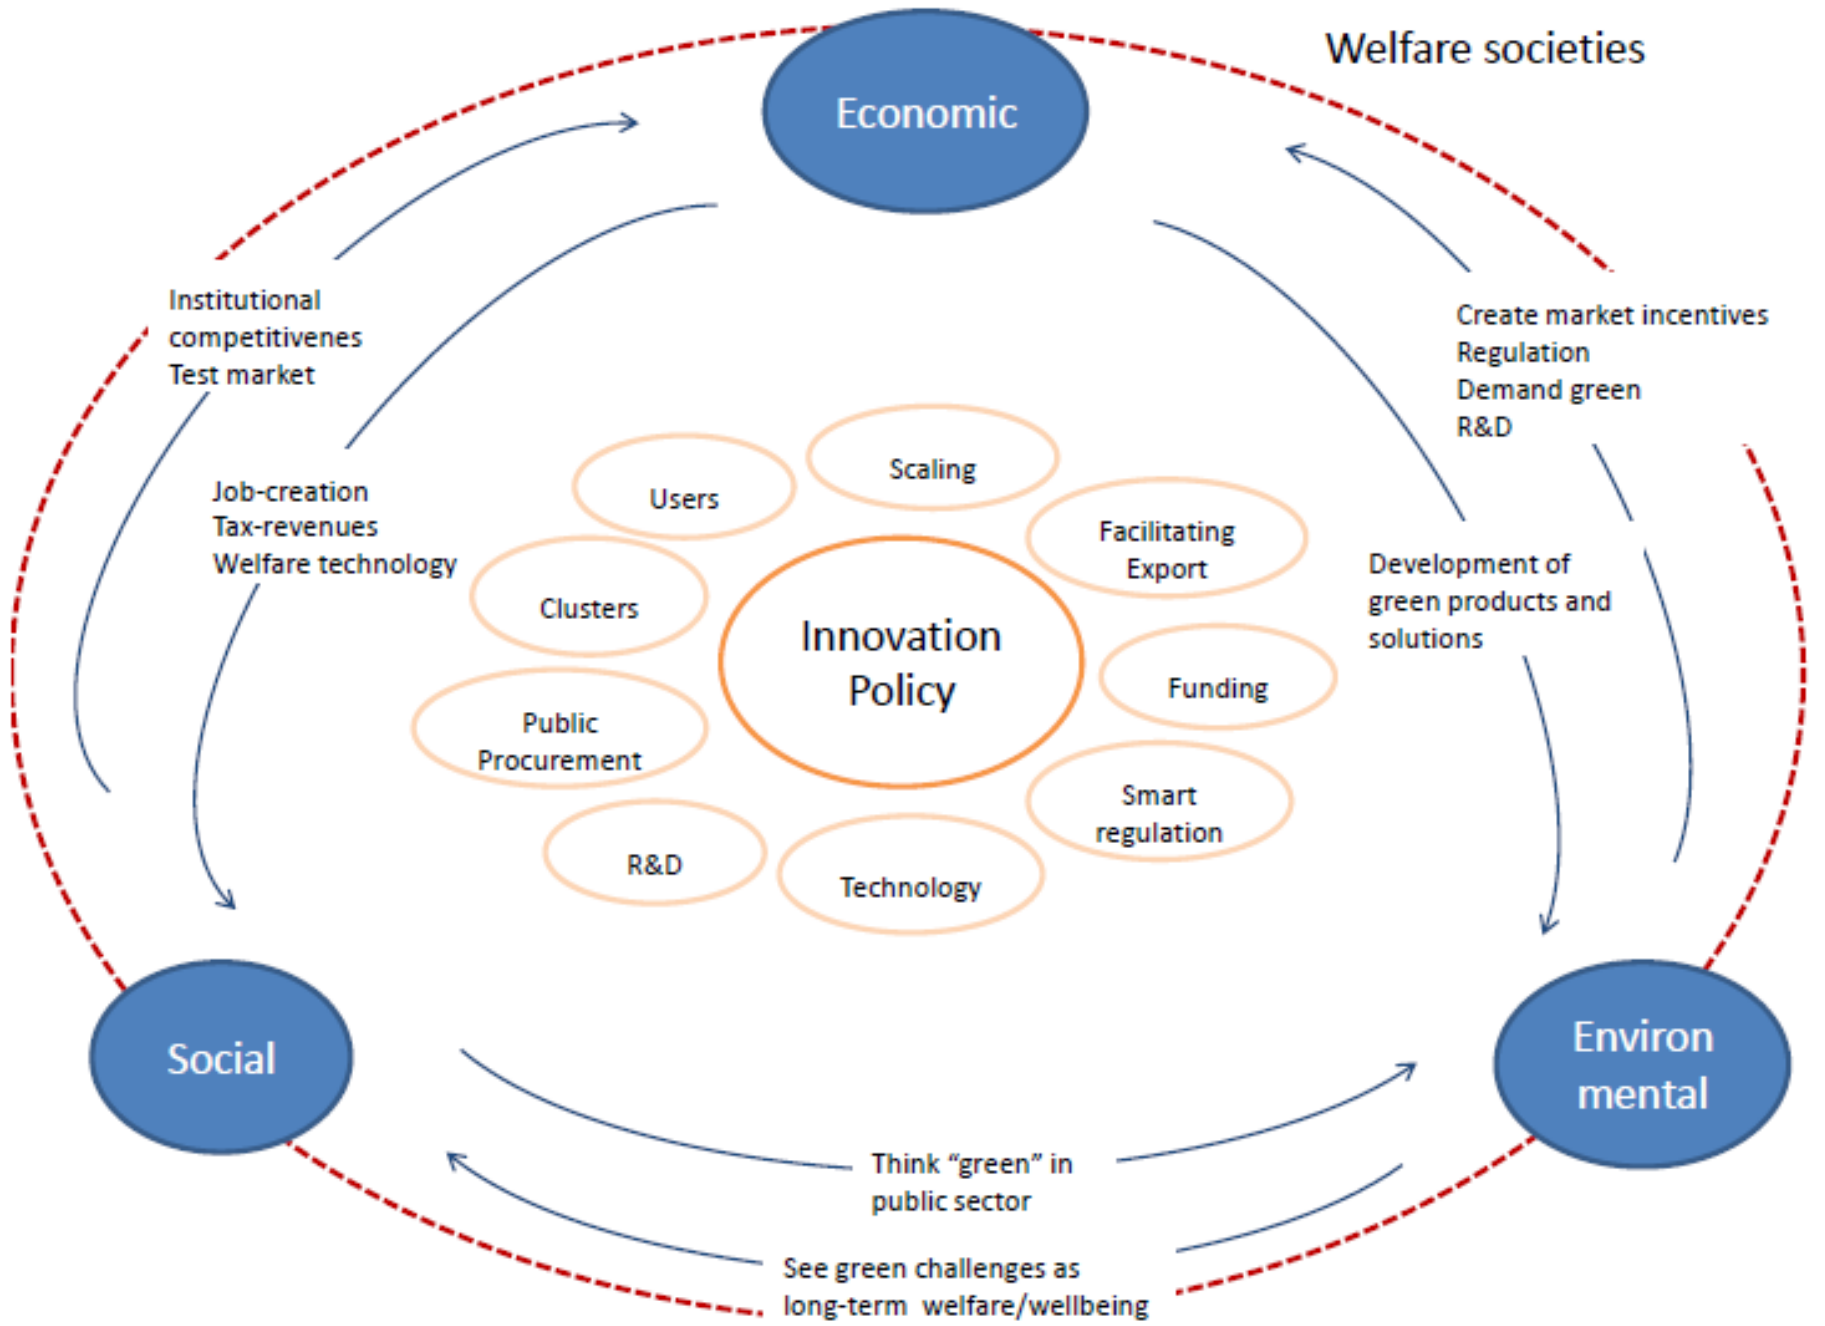 Welfare societies
Economic
Institutional
competitivenes
Test market
Create market incentives
Regulation
Demand green
R&D
Job-creation
Tax-revenues
Welfare technology
Users
Scaling
Facilitating
Export
Development of
green products and
solutions
Clusters
Innovation
Policy
Funding
Public
Procurement
Smart
regulation
R&D
Technology
Social
Environ
mental
Think “green” in
public sector
See green challenges as
long-term welfare/wellbeing